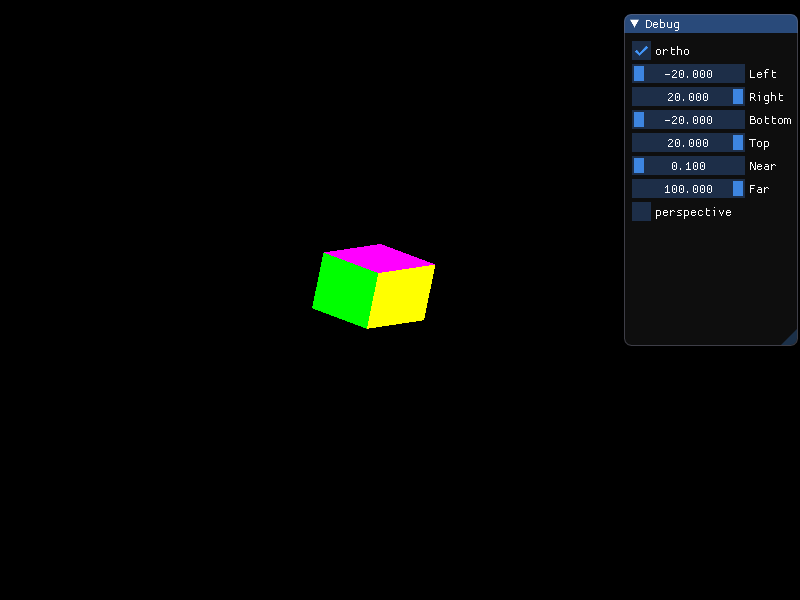 Debug
ortho
-20.000 Left
20.000 Right
-20.000 Bottom
20.000 Top
0.100 Near
100.000 Far
perspective